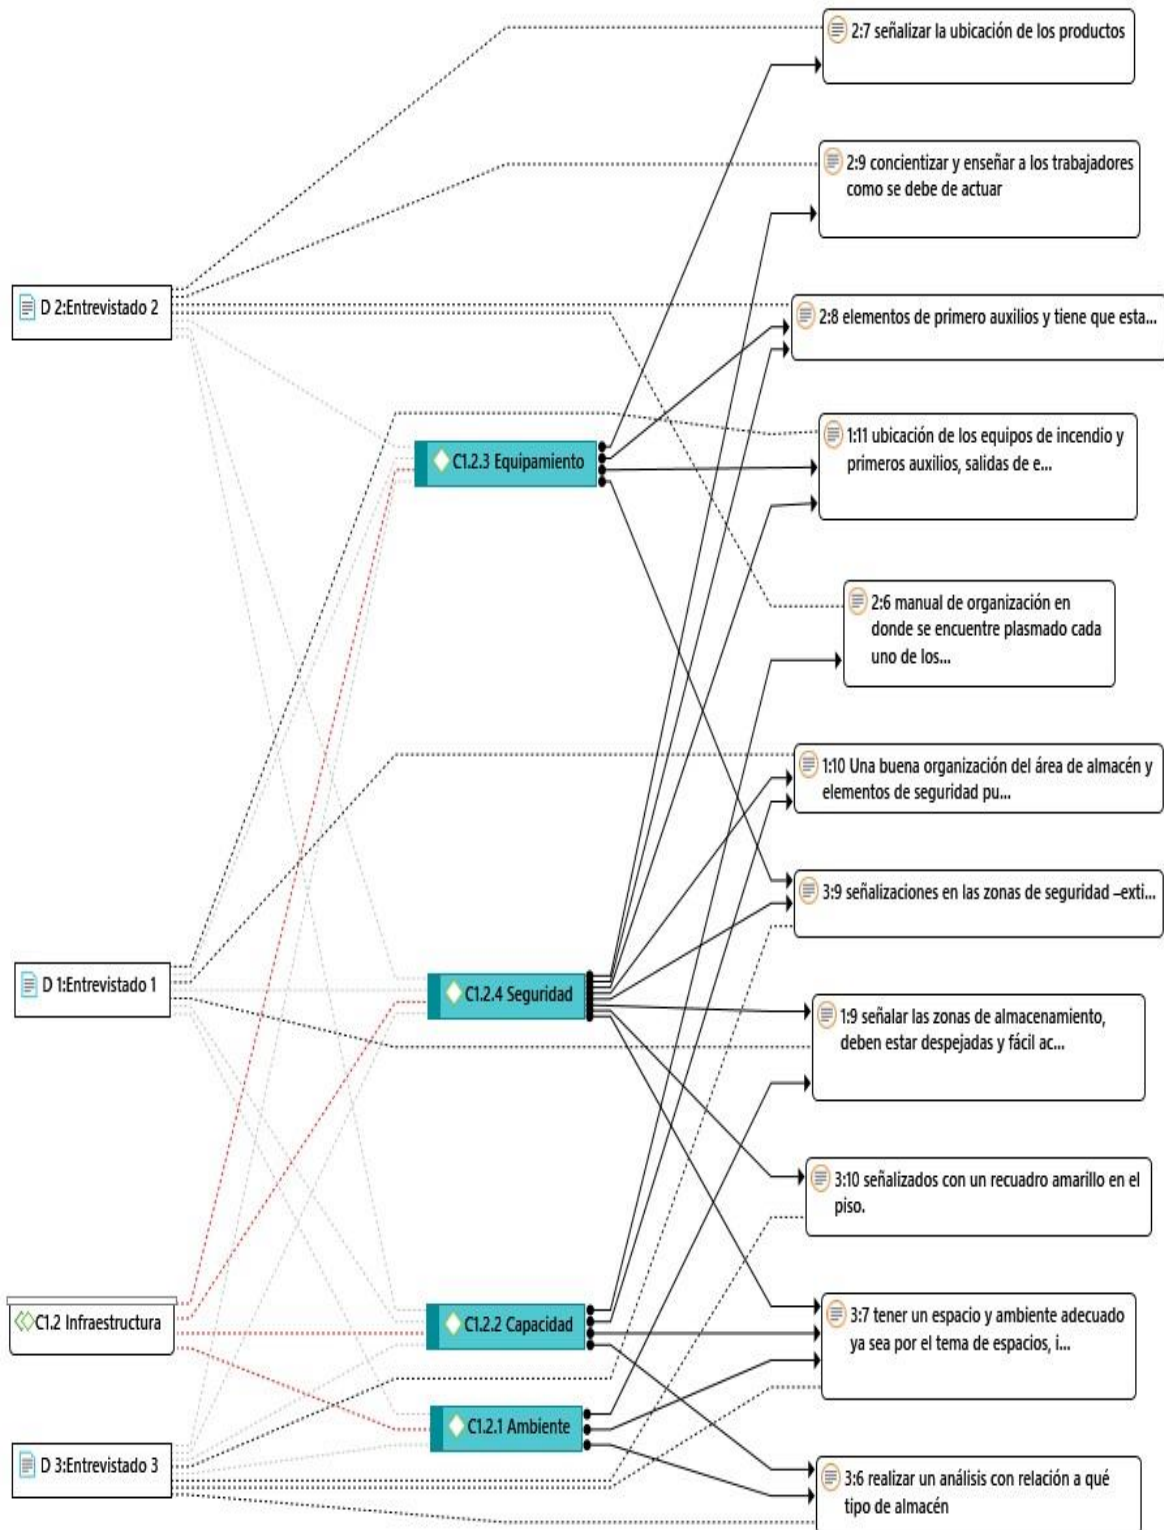 2:7 señalizar la ubicación de los productos
2:9 concientizar y enseñar a los trabajadores
como se debe de actuar
D 2:Entrevistado 2
2:8 elementos de primero auxilios y tiene que esta...
1:11 ubicación de los equipos de incendio y
primeros auxilios, salidas de e...
C1.2.3 Equipamiento
2:6 manual de organización en
donde se encuentre plasmado cada
uno de los...
1:10 Una buena organización del área de almacén y
elementos de seguridad pu...
3:9 señalizaciones en las zonas de seguridad –exti...
D 1:Entrevistado 1
C1.2.4 Seguridad
1:9 señalar las zonas de almacenamiento,
deben estar despejadas y fácil ac...
3:10 señalizados con un recuadro amarillo en el
piso.
C1.2 Infraestructura
C1.2.2 Capacidad
3:7 tener un espacio y ambiente adecuado
ya sea por el tema de espacios, i...
C1.2.1 Ambiente
D 3:Entrevistado 3
3:6 realizar un análisis con relación a qué
tipo de almacén